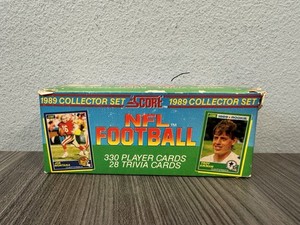 1989 COLLECTOR SET SCORE 1989 COLLECTOR SET
NFL
FOOTBALL
330 PLAYER CARDS
28 TRIVIA CARDS